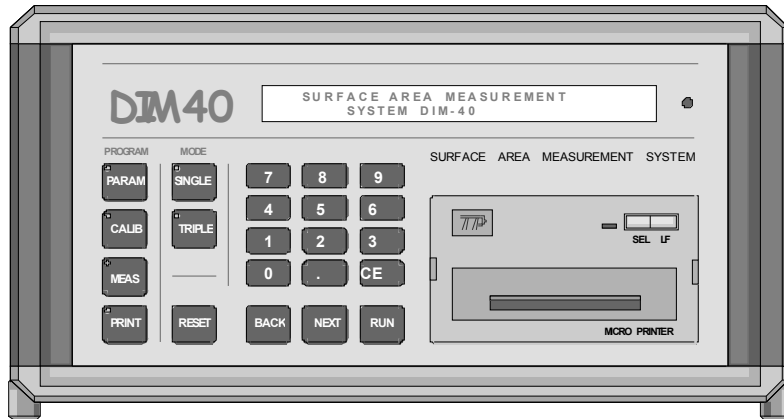 DIM40
SURFACE AREA MEASUREMENT
SYSTEM DIM-40
PROGRAM MODE
SURFACE AREA MEASUREMENT SYSTEM
PARAM SINGLE 7 8 9
CALIB TRIPLE 4 5 6
1 2 3
MEAS 0 . CE
PRINT RESET BACK NEXT RUN
TTP
SEL LF
MICRO PRINTER